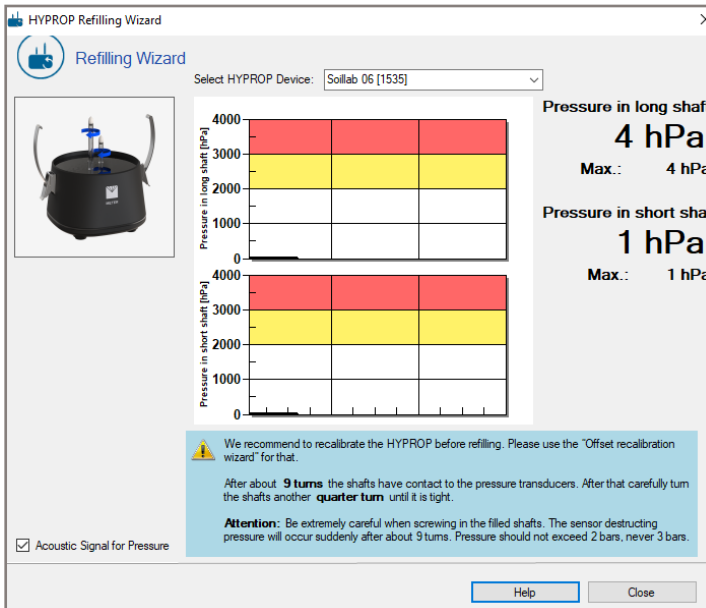 HYPROP Refilling Wizard
Refilling Wizard
Select HYPROP Device: Soillab 06 [1535]
Pressure in long shaft [hPa]
4000
3000
2000
1000
0
Pressure in long shaf
4 hPa
Max.: 4 hPa
Pressure in short shaft [hPa]
4000
3000
2000
1000
0
Pressure in short sha
1 hPa
Max.: 1 hPa
We recommend to recalibrate the HYPROP before refilling. Please use the "Offset recalibration
wizard" for that.
After about 9 turns the shafts have contact to the pressure transducers. After that carefully turn
the shafts another quarter turn until it is tight.
Attention: Be extremely careful when screwing in the filled shafts. The sensor destructing
pressure will occur suddenly after about 9 turns. Pressure should not exceed 2 bars, never 3 bars.
Acoustic Signal for Pressure
Help
Close